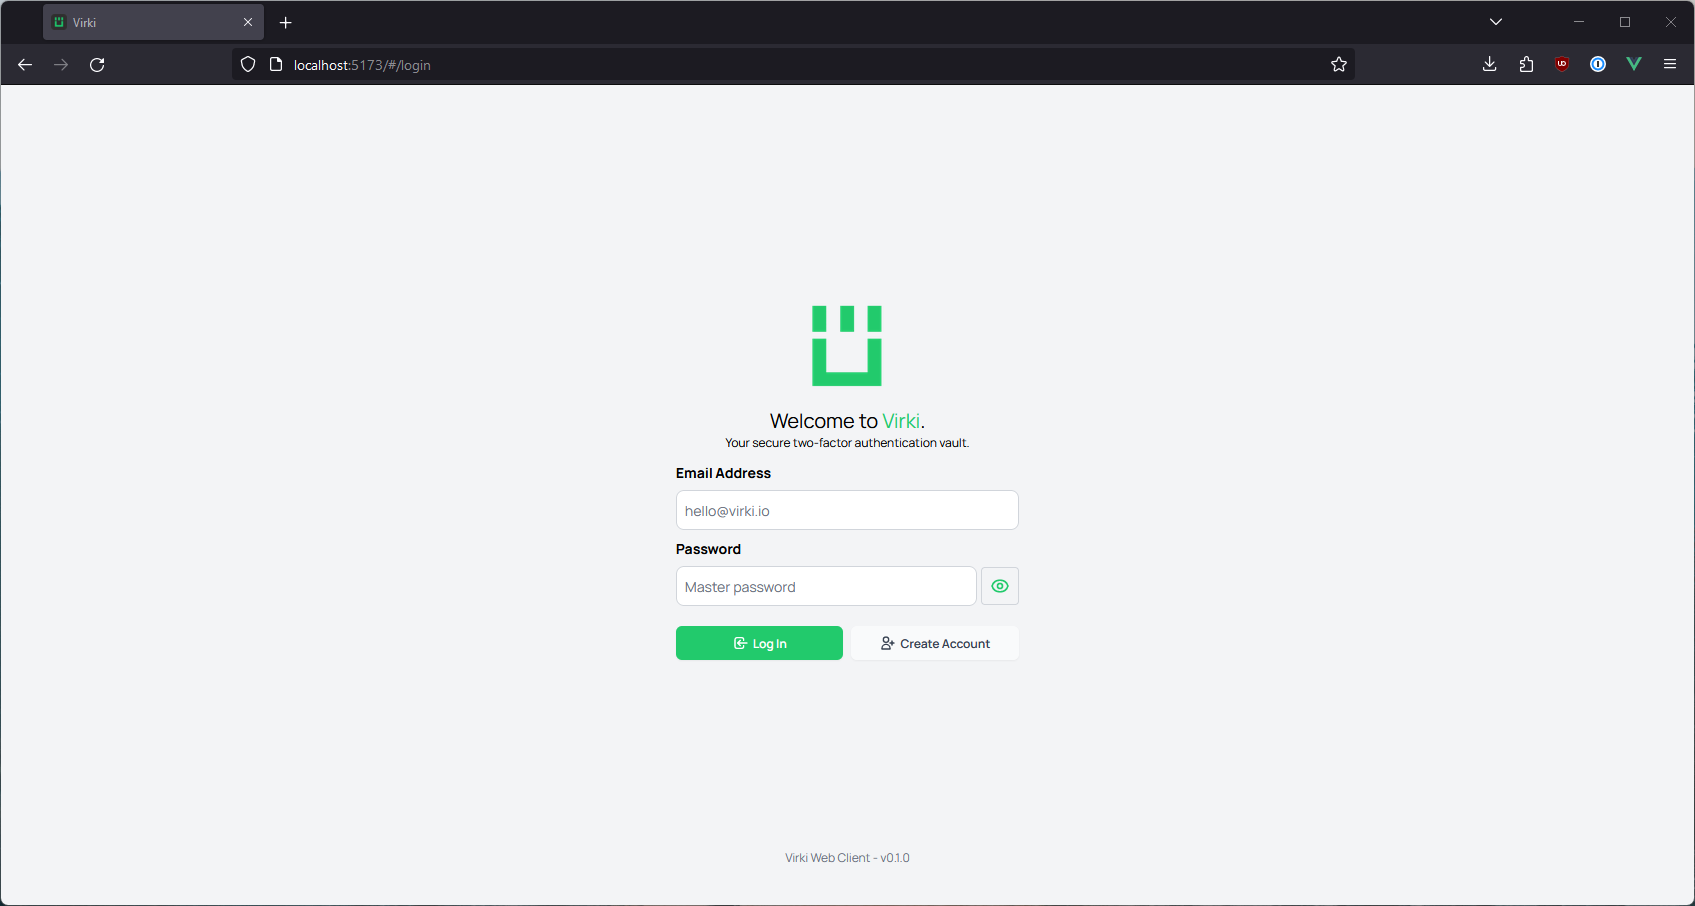 Virki
localhost:5173/#/login
Welcome to Virki.
Your secure two-factor authentication vault.
Email Address
hello@virki.io
Password
Master password
Log In
Create Account
Virki Web Client - v0.1.0